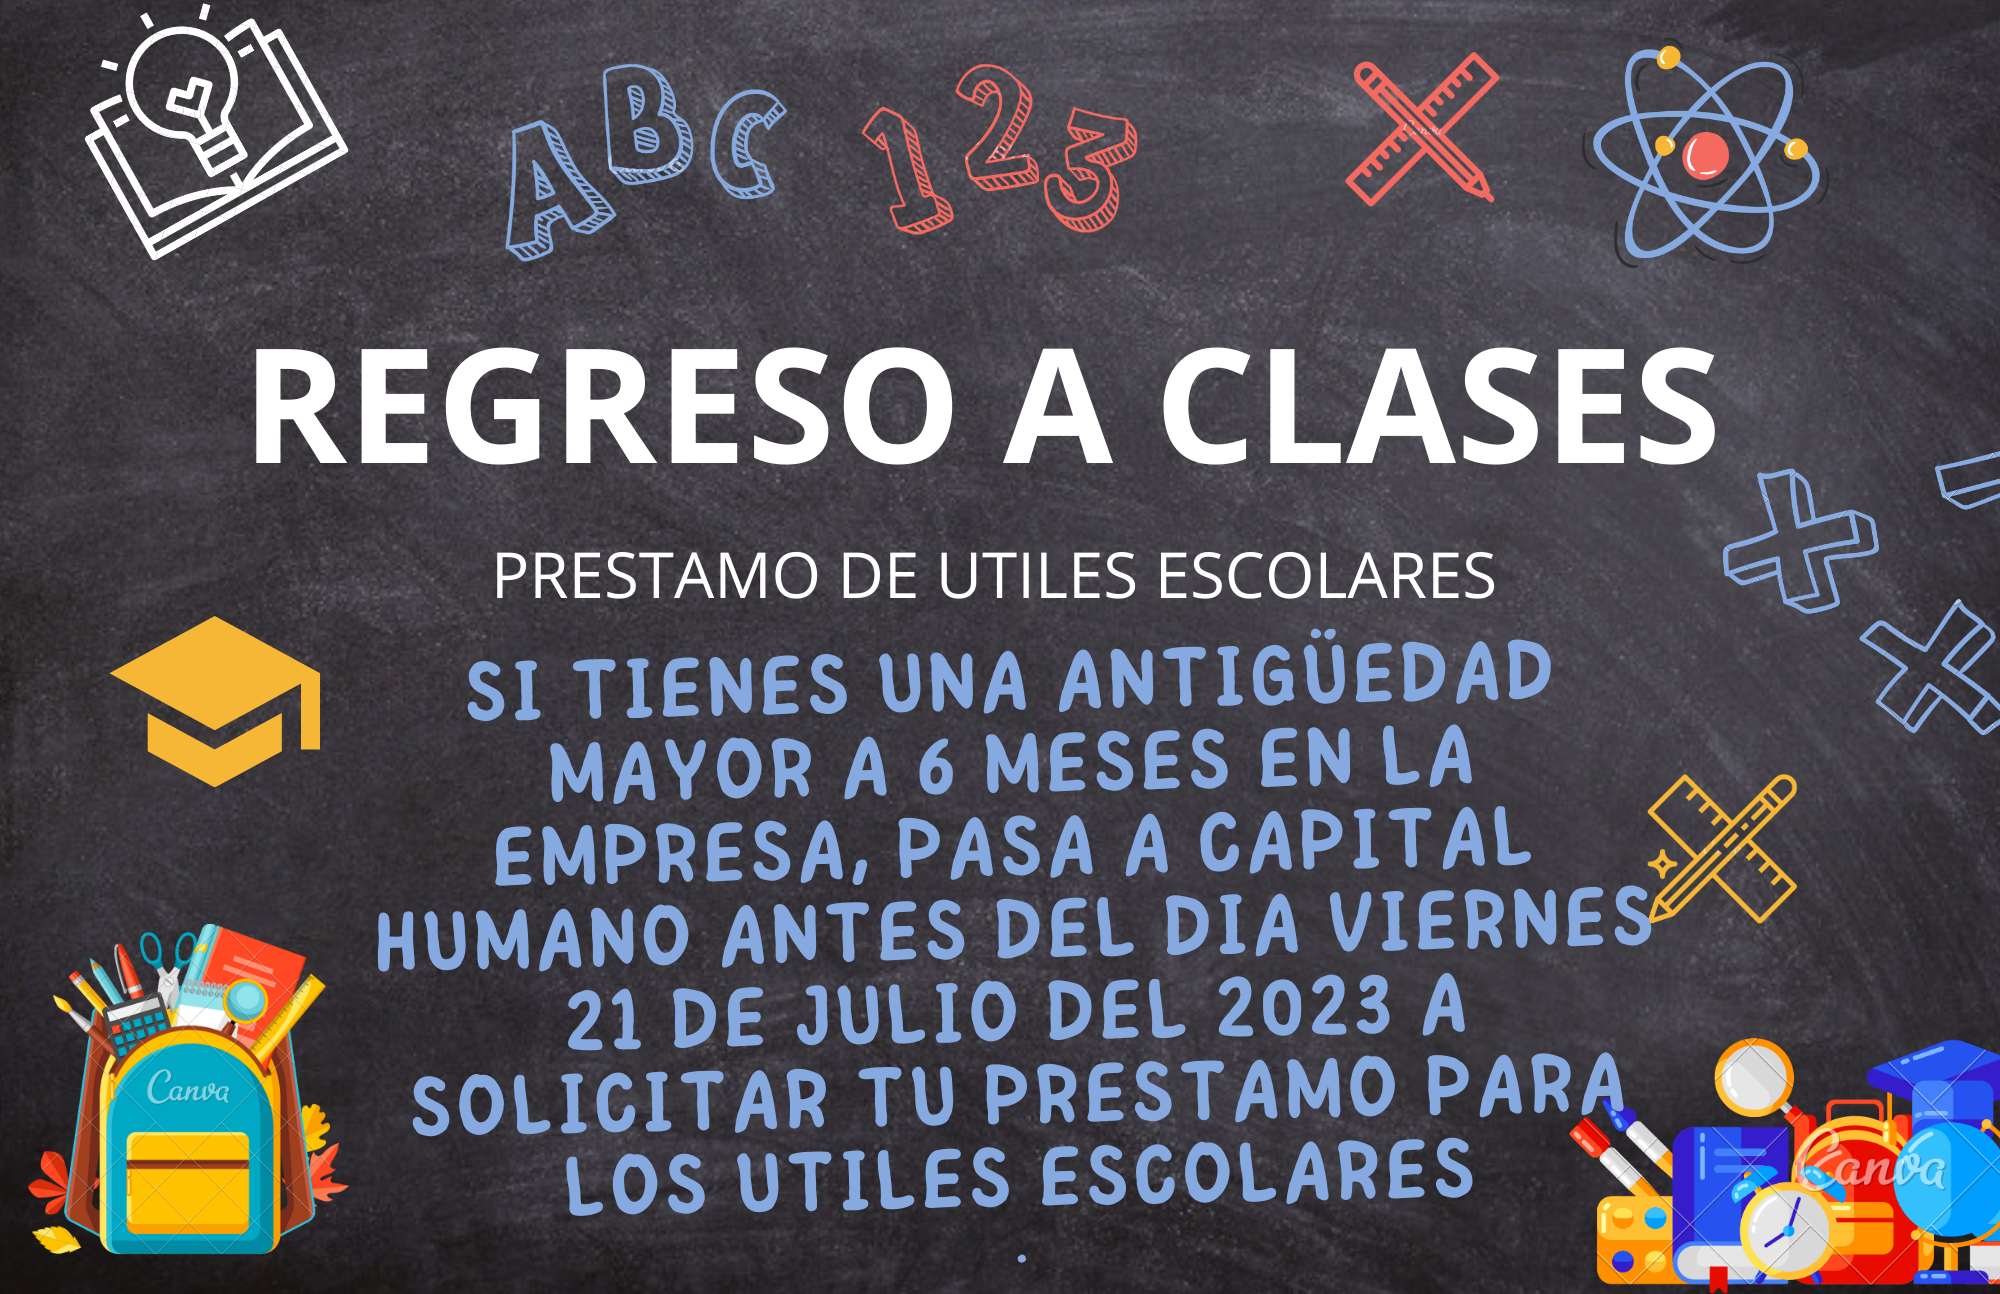 ABC 123
REGRESO A CLASES
PRESTAMO DE UTILES ESCOLARES
SI TIENES UNA ANTIGÜEDAD
MAYOR A 6 MESES EN LA
EMPRESA, PASA A CAPITAL
HUMANO ANTES DEL DIA VIERNES
21 DE JULIO DEL 2023 A
SOLICITAR TU PRESTAMO PARA
LOS UTILES ESCOLARES
.
Canva
Canva